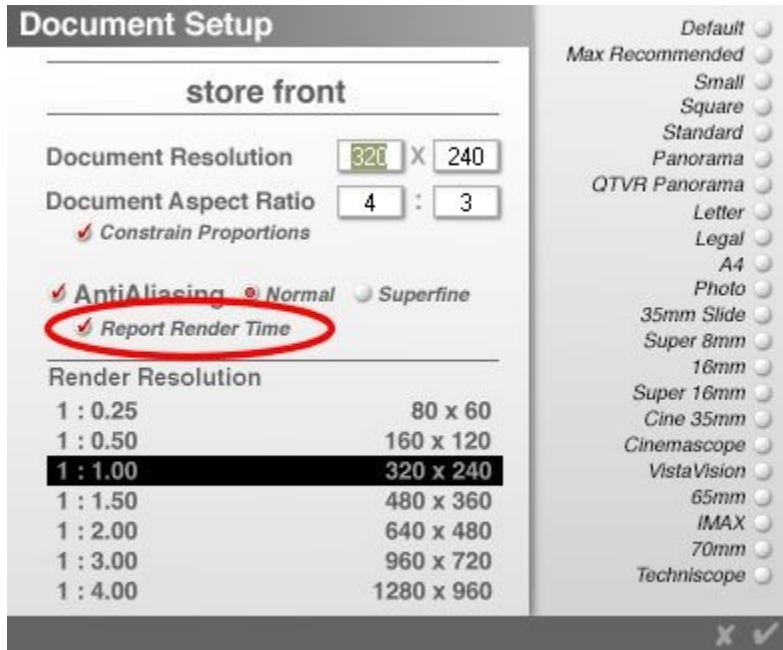 Document Setup
store front
Document Resolution 320 X 240
Document Aspect Ratio 4 : 3
Constrain Proportions
AntiAliasing Normal Superfine
Report Render Time
Render Resolution
1 : 0.25 80 x 60
1 : 0.50 160 x 120
1 : 1.00 320 x 240
1 : 1.50 480 x 360
1 : 2.00 640 x 480
1 : 3.00 960 x 720
1 : 4.00 1280 x 960
Default
Max Recommended
Small
Square
Standard
Panorama
QTVR Panorama
Letter
Legal
A4
Photo
35mm Slide
Super 8mm
16mm
Super 16mm
Cine 35mm
Cinemascope
VistaVision
65mm
IMAX
70mm
Techniscope